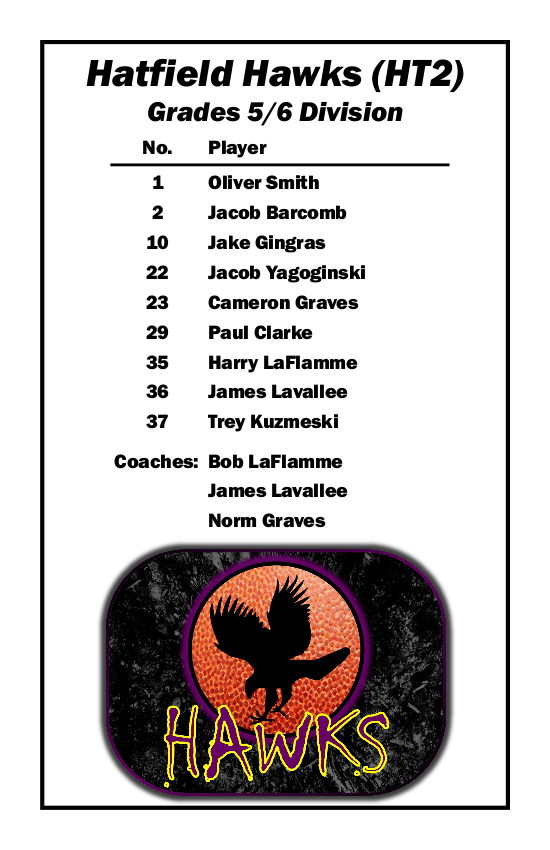 Hatfield Hawks (HT2)
Grades 5/6 Division
No. Player
1 Oliver Smith
2 Jacob Barcomb
10 Jake Gingras
22 Jacob Yagoginski
23 Cameron Graves
29 Paul Clarke
35 Harry LaFlamme
36 James Lavallee
37 Trey Kuzmeski
Coaches: Bob LaFlamme
James Lavallee
Norm Graves
HAWKS